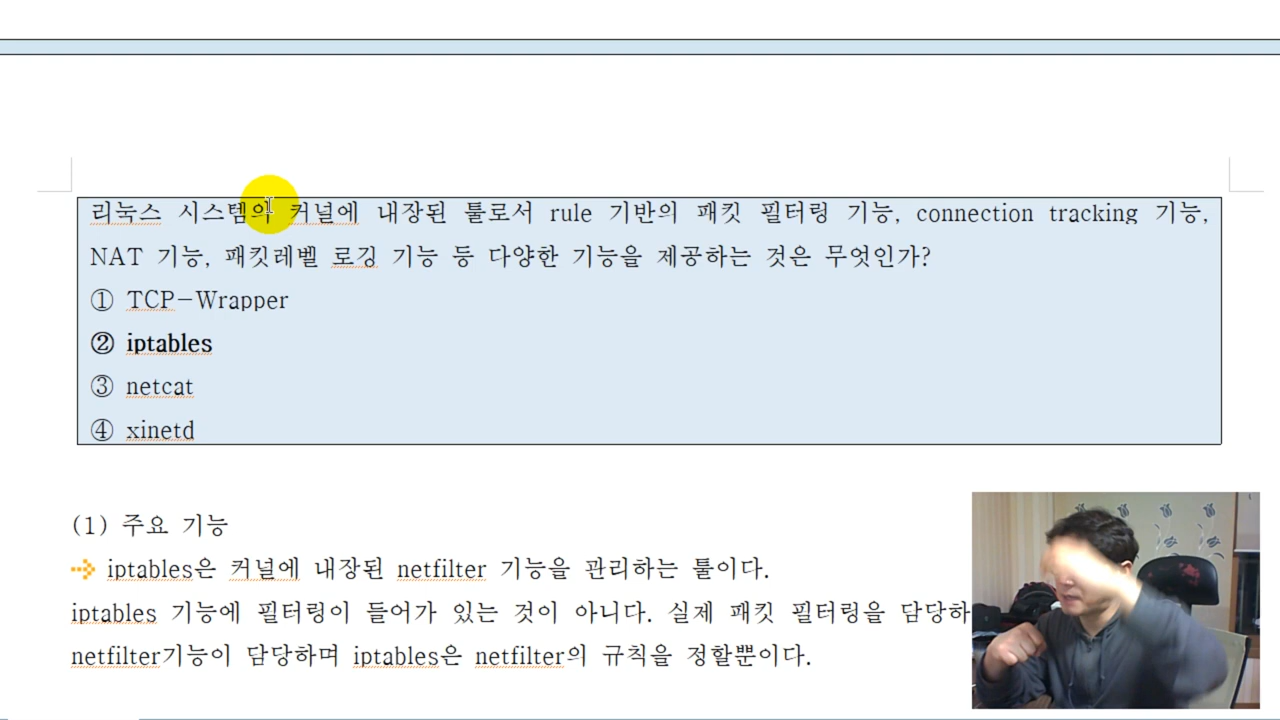 리눅스 시스템의 커널에 내장된 툴로서 rule 기반의 패킷 필터링 기능, connection tracking 기능,
NAT 기능, 패킷레벨 로깅 기능 등 다양한 기능을 제공하는 것은 무엇인가?
① TCP-Wrapper
② iptables
③ netcat
④ xinetd
(1) 주요 기능
iptables은 커널에 내장된 netfilter 기능을 관리하는 툴이다.
iptables 기능에 필터링이 들어가 있는 것이 아니다. 실제 패킷 필터링을 담당하
netfilter기능이 담당하며 iptables은 netfilter의 규칙을 정할뿐이다.